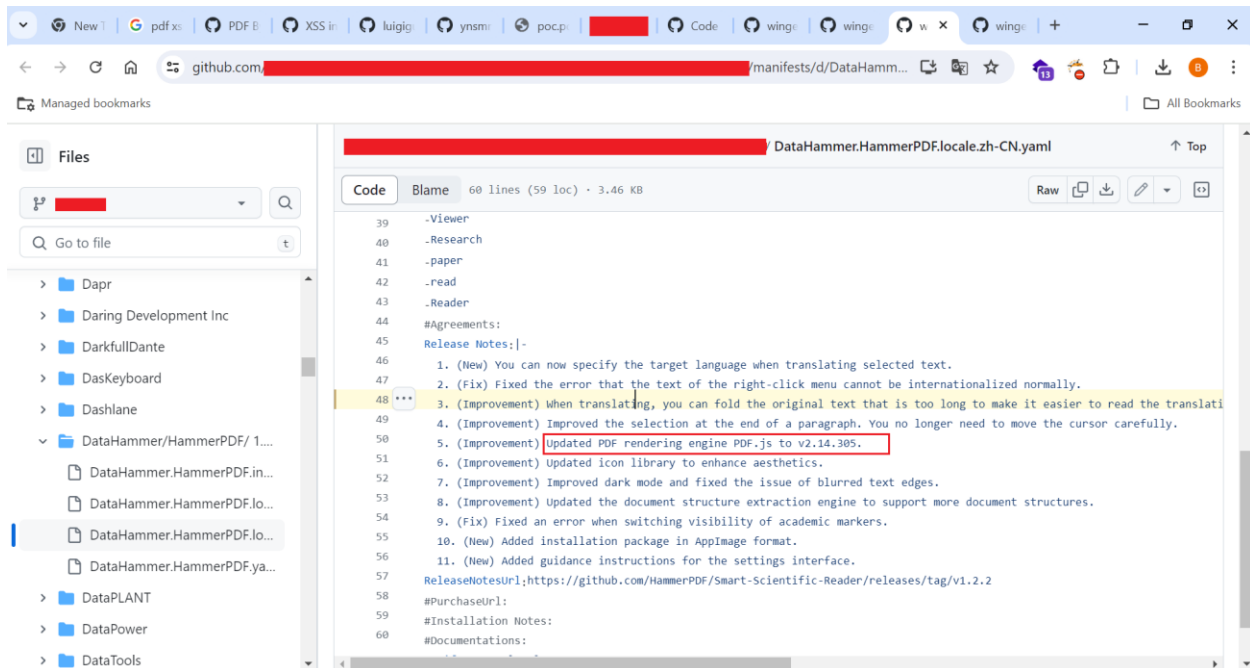 New T
pdf xs
PDF B
XSS in
luigig
ynsm
poc.p
Code
winge
winge
w
winge
github.com/
/manifests/d/DataHamm...
13
B
Managed bookmarks
All Bookmarks
Files
Go to file
t
Dapr
Daring Development Inc
DarkfullDante
DasKeyboard
Dashlane
DataHammer/HammerPDF/ 1....
DataHammer.HammerPDF.in...
DataHammer.HammerPDF.lo...
DataHammer.HammerPDF.lo...
DataHammer.HammerPDF.ya...
DataPLANT
DataPower
DataTools
/ DataHammer.HammerPDF.locale.zh-CN.yaml
Top
Code Blame 60 lines (59 loc) · 3.46 KB
Raw
39 -Viewer
40 -Research
41 -paper
42 -read
43 -Reader
44 #Agreements:
45 Release Notes:|-
46 1. (New) You can now specify the target language when translating selected text.
47 2. (Fix) Fixed the error that the text of the right-click menu cannot be internationalized normally.
48 3. (Improvement) When translating, you can fold the original text that is too long to make it easier to read the translati
49 4. (Improvement) Improved the selection at the end of a paragraph. You no longer need to move the cursor carefully.
50 5. (Improvement) Updated PDF rendering engine PDF.js to v2.14.305.
51 6. (Improvement) Updated icon library to enhance aesthetics.
52 7. (Improvement) Improved dark mode and fixed the issue of blurred text edges.
53 8. (Improvement) Updated the document structure extraction engine to support more document structures.
54 9. (Fix) Fixed an error when switching visibility of academic markers.
55 10. (New) Added installation package in AppImage format.
56 11. (New) Added guidance instructions for the settings interface.
57 ReleaseNotesUrl:https://github.com/HammerPDF/Smart-Scientific-Reader/releases/tag/v1.2.2
58 #PurchaseUrl:
59 #Installation Notes:
60 #Documentations: